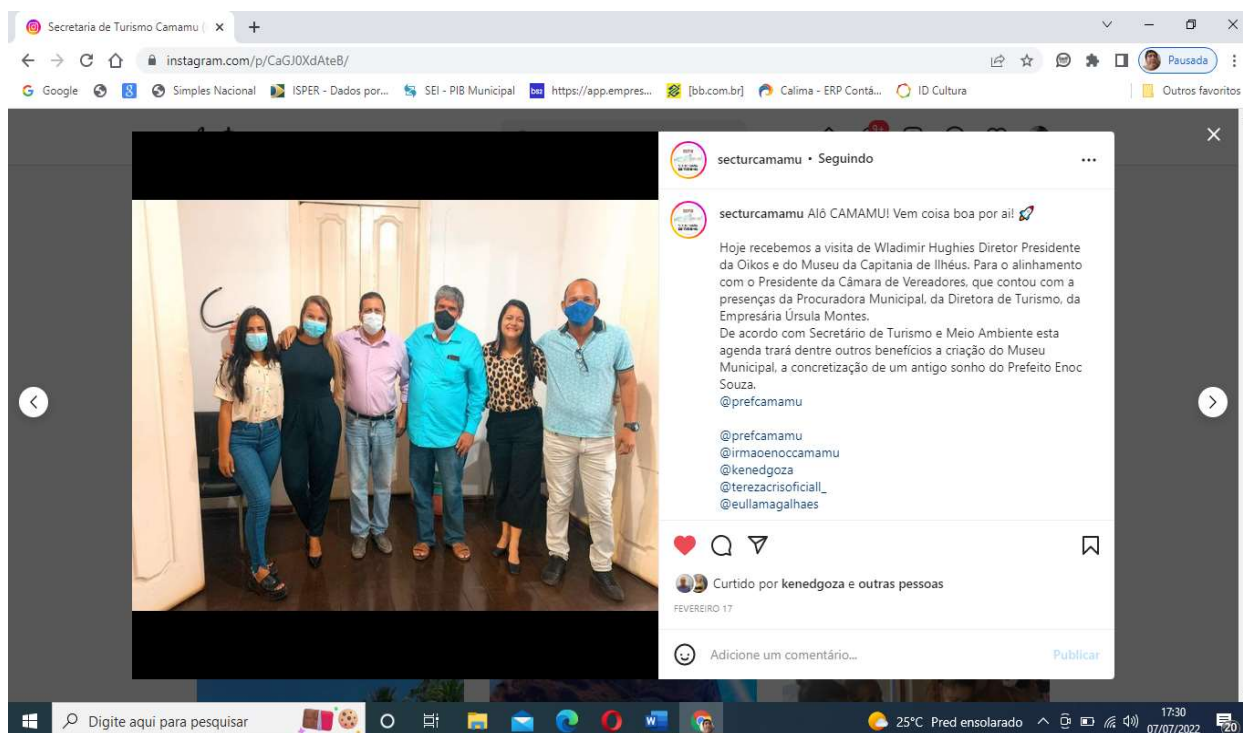 Secretaria de Turismo Camamu (
instagram.com/p/CaGJ0XdAteB/
Pausada
Google
Simples Nacional
ISPER - Dados por...
SEI - PIB Municipal
https://app.empres...
[bb.com.br]
Calima - ERP Contá...
ID Cultura
Outros favoritos
secturcamamu • Seguindo
secturcamamu Alô CAMAMU! Vem coisa boa por ai! 🚀
Hoje recebemos a visita de Wladimir Hughies Diretor Presidente
da Oikos e do Museu da Capitania de Ilhéus. Para o alinhamento
com o Presidente da Câmara de Vereadores, que contou com a
presenças da Procuradora Municipal, da Diretora de Turismo, da
Empresária Úrsula Montes.
De acordo com Secretário de Turismo e Meio Ambiente esta
agenda trará dentre outros benefícios a criação do Museu
Municipal, a concretização de um antigo sonho do Prefeito Enoc
Souza.
@prefcamamu
@prefcamamu
@irmaoenoccamamu
@kenedgoza
@terezacrisoficiall_
@eullamagalhaes
Curtido por kenedgoza e outras pessoas
FEVEREIRO 17
Adicione um comentário...
Publicar
Digite aqui para pesquisar
25°C Pred ensolarado
17:30
07/07/2022
20